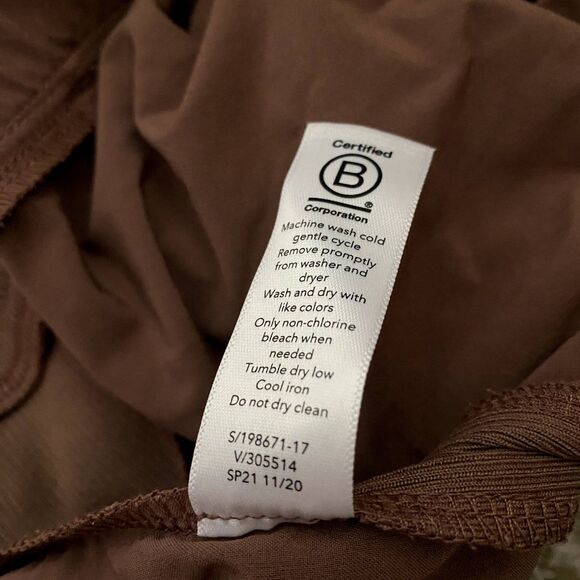 Certified
B
®
Corporation
Machine wash cold
gentle cycle
Remove promptly
from washer and
dryer
Wash and dry with
like colors
Only non-chlorine
bleach when
needed
Tumble dry low
Cool iron
Do not dry clean
S/198671-17
V/305514
SP21 11/20